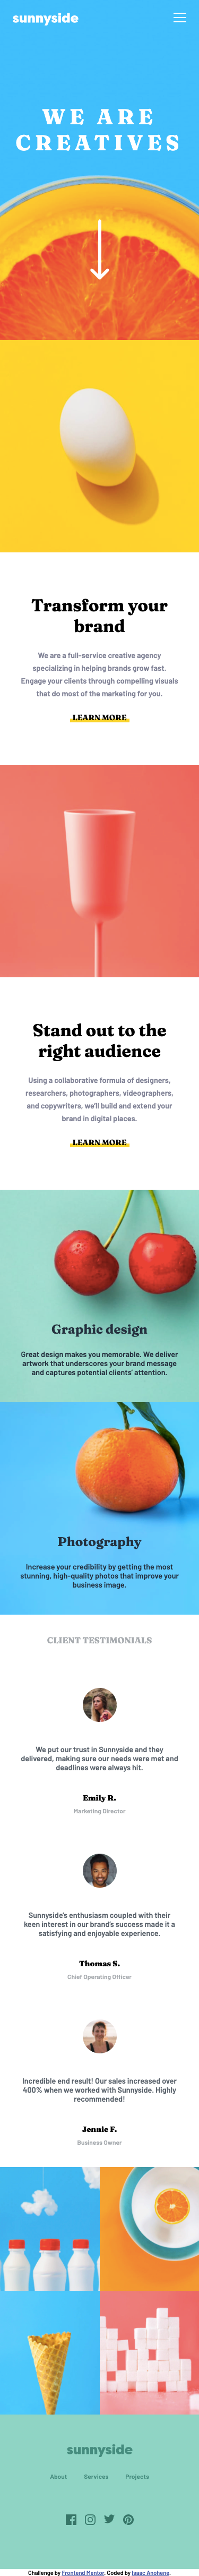 sunnyside
WE ARE
CREATIVES
Transform your
brand
We are a full-service creative agency
specializing in helping brands grow fast.
Engage your clients through compelling visuals
that do most of the marketing for you.
LEARN MORE
Stand out to the
right audience
Using a collaborative formula of designers,
researchers, photographers, videographers,
and copywriters, we'll build and extend your
brand in digital places.
LEARN MORE
Graphic design
Great design makes you memorable. We deliver
artwork that underscores your brand message
and captures potential clients' attention.
Photography
Increase your credibility by getting the most
stunning, high-quality photos that improve your
business image.
CLIENT TESTIMONIALS
We put our trust in Sunnyside and they
delivered, making sure our needs were met and
deadlines were always hit.
Emily R.
Marketing Director
Sunnyside's enthusiasm coupled with their
keen interest in our brand's success made it a
satisfying and enjoyable experience.
Thomas S.
Chief Operating Officer
Incredible end result! Our sales increased over
400% when we worked with Sunnyside. Highly
recommended!
Jennie F.
Business Owner
sunnyside
About Services Projects
Challenge by Frontend Mentor. Coded by Isaac Anohene.